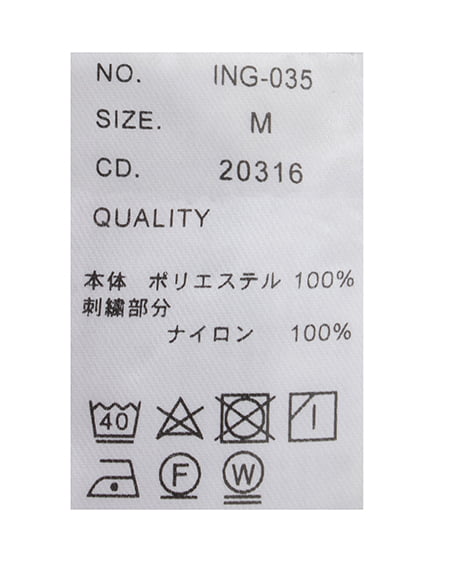 NO. ING-035
SIZE. M
CD. 20316
QUALITY
本体 ポリエステル 100%
刺繍部分
ナイロン 100%
40
F W